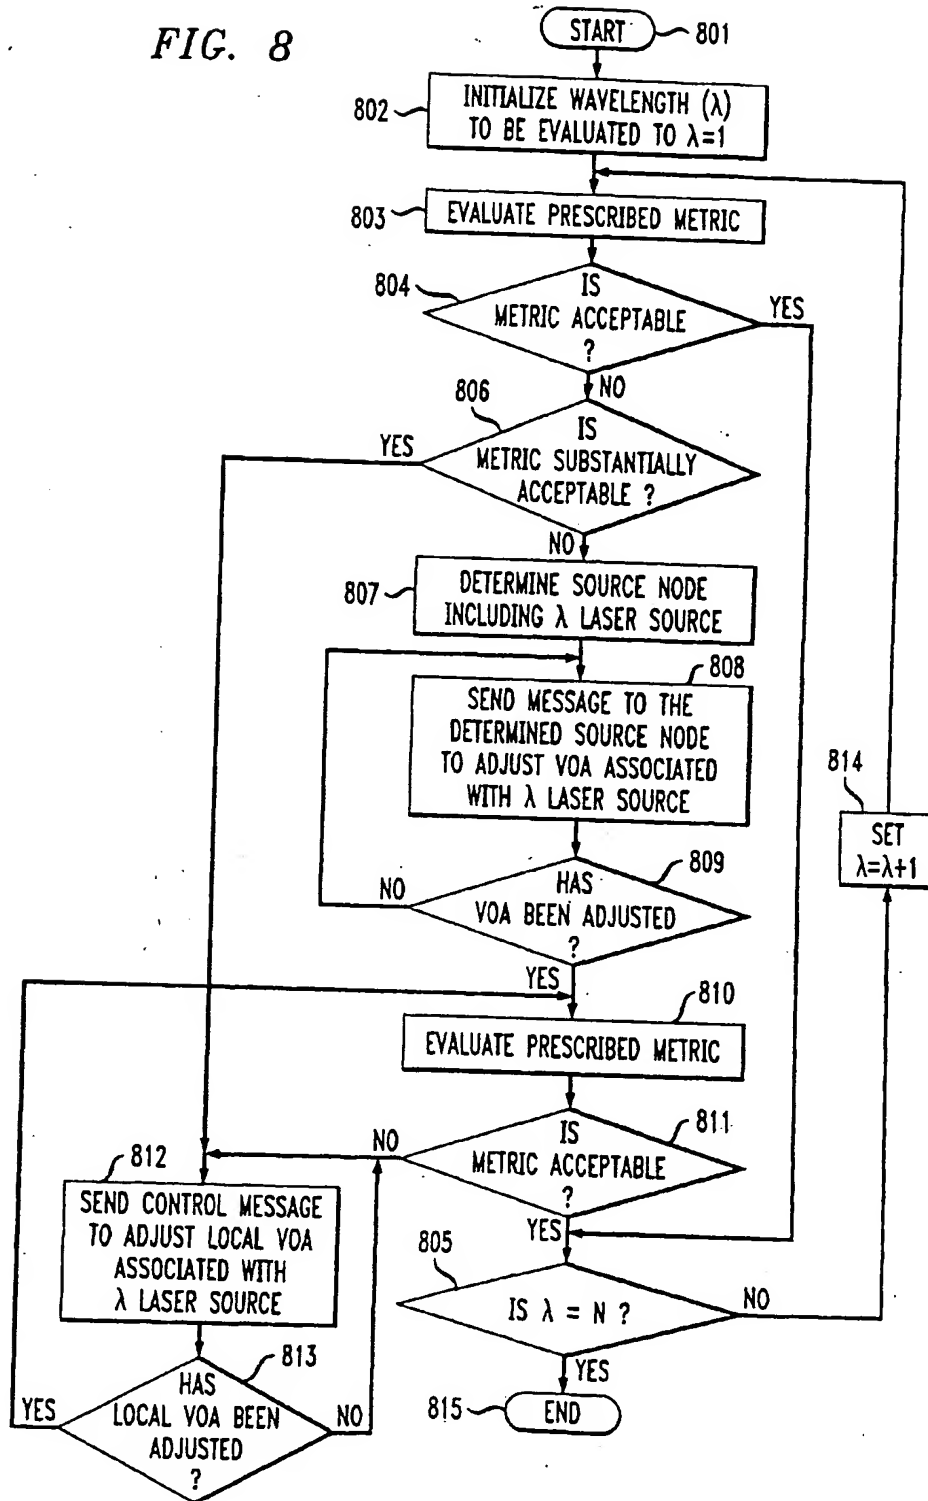 FIG. 8
START
801
802
INITIALIZE WAVELENGTH (λ)
TO BE EVALUATED TO λ=1
803
EVALUATE PRESCRIBED METRIC
804
IS
METRIC ACCEPTABLE
?
YES
NO
806
IS
METRIC SUBSTANTIALLY
ACCEPTABLE ?
YES
NO
807
DETERMINE SOURCE NODE
INCLUDING λ LASER SOURCE
808
SEND MESSAGE TO THE
DETERMINED SOURCE NODE
TO ADJUST VOA ASSOCIATED
WITH λ LASER SOURCE
814
SET
λ=λ+1
809
HAS
VOA BEEN ADJUSTED
?
NO
YES
810
EVALUATE PRESCRIBED METRIC
811
IS
METRIC ACCEPTABLE
?
NO
YES
812
SEND CONTROL MESSAGE
TO ADJUST LOCAL VOA
ASSOCIATED WITH
λ LASER SOURCE
805
IS λ = N ?
NO
YES
813
HAS
LOCAL VOA BEEN
ADJUSTED
?
YES
NO
815
END